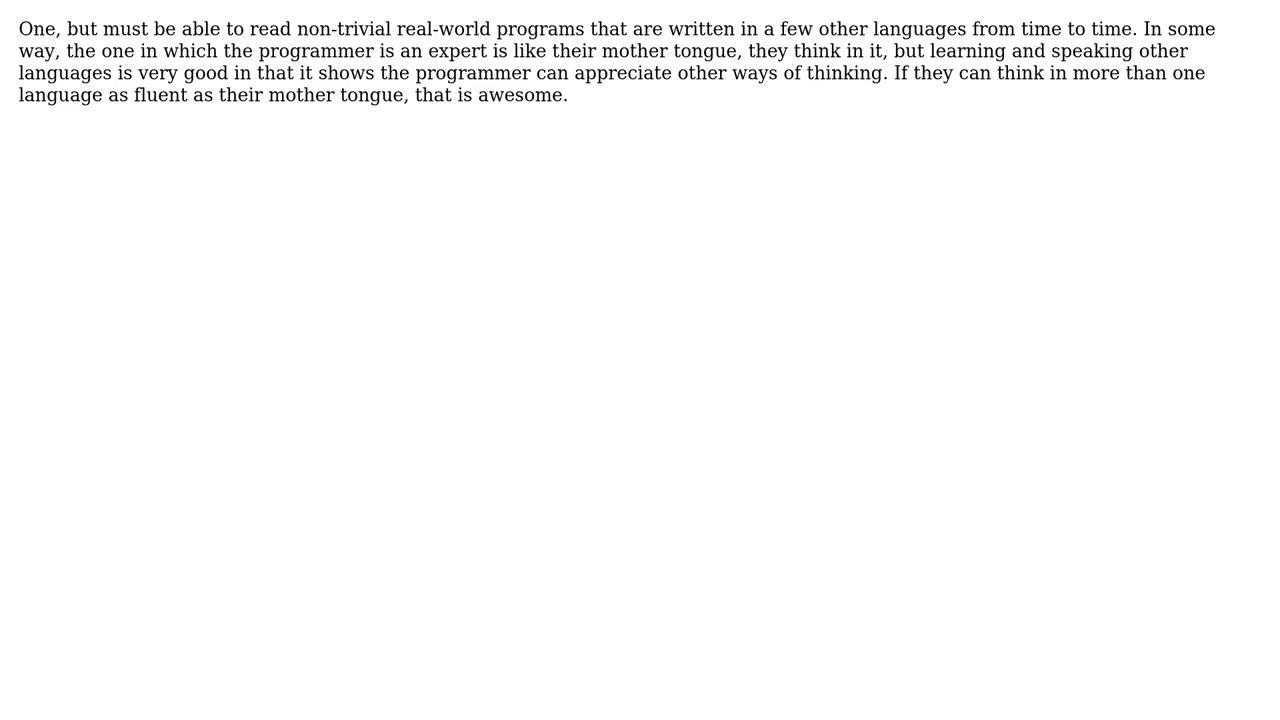 One, but must be able to read non-trivial real-world programs that are written in a few other languages from time to time. In some
way, the one in which the programmer is an expert is like their mother tongue, they think in it, but learning and speaking other
languages is very good in that it shows the programmer can appreciate other ways of thinking. If they can think in more than one
language as fluent as their mother tongue, that is awesome.